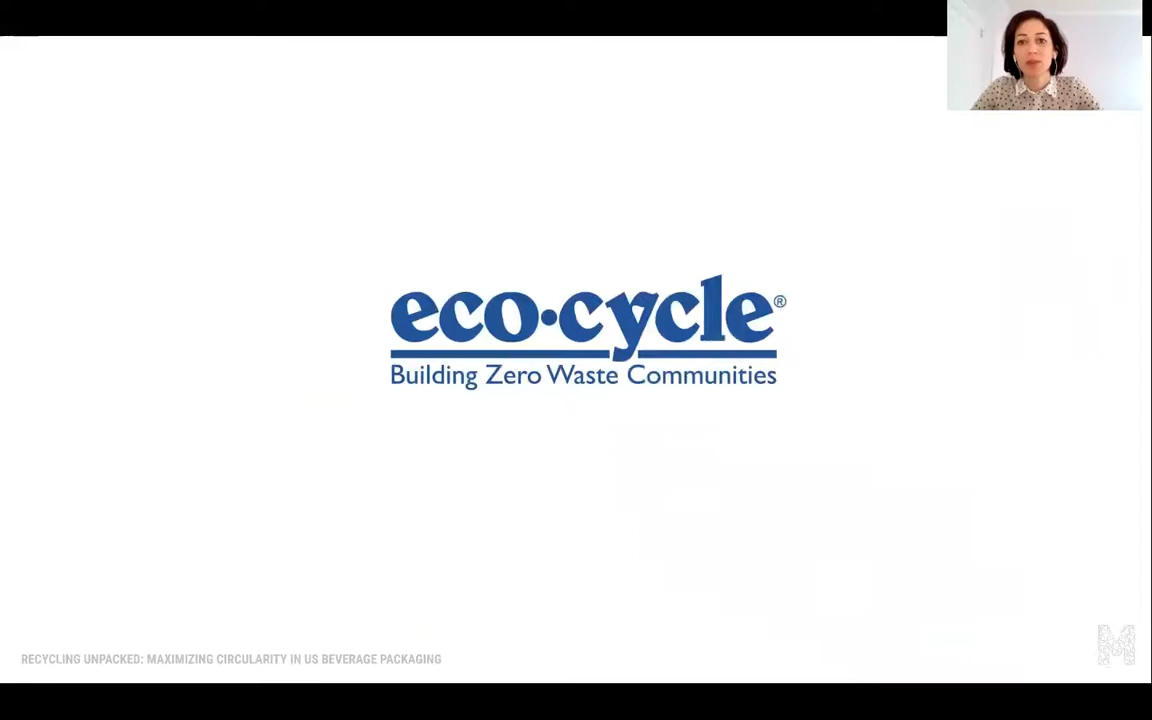 eco·cycle®
Building Zero Waste Communities
RECYCLING UNPACKED: MAXIMIZING CIRCULARITY IN US BEVERAGE PACKAGING
M